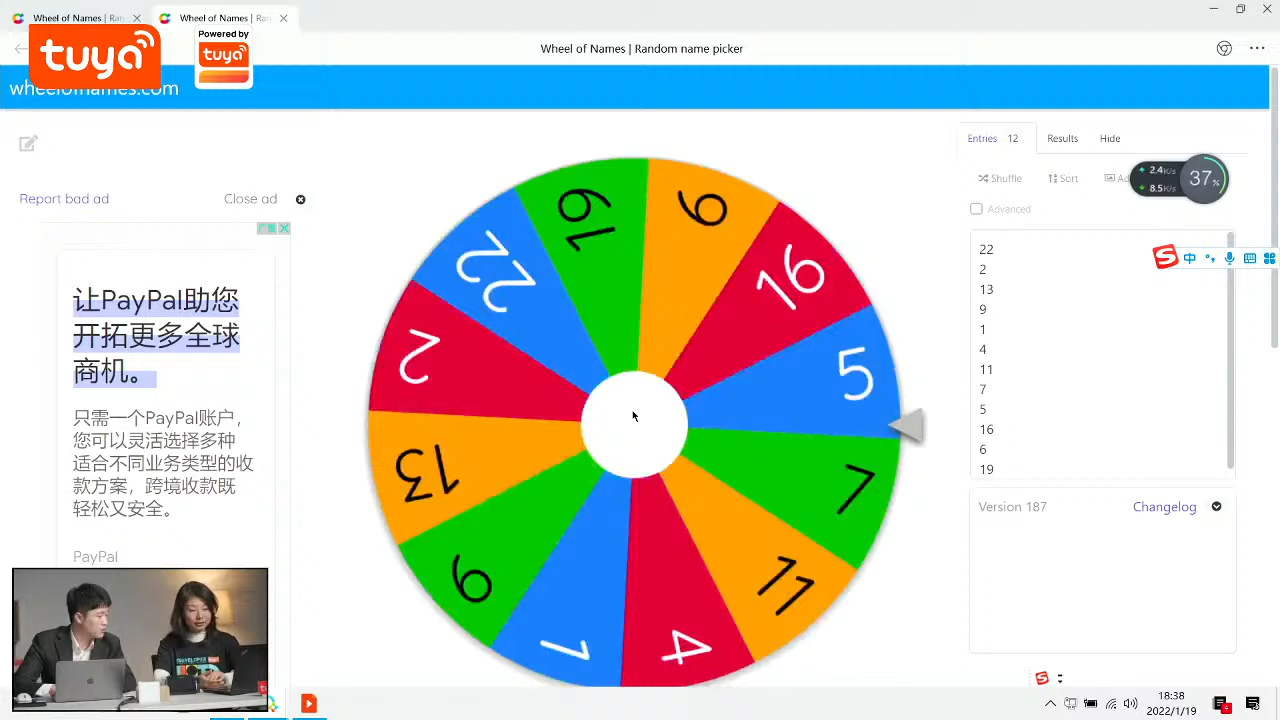 Wheel of Names | Ran
Wheel of Names | Ran
tuya
Powered by
tuya
Wheel of Names | Random name picker
wheelofnames.com
Entries 12
Results
Hide
Shuffle
Sort
Ad
2.4K/s
8.5K/s
37%
Advanced
Report bad ad
Close ad
广告
让PayPal助您
开拓更多全球
商机。
只需一个PayPal账户，
您可以灵活选择多种
适合不同业务类型的收
款方案，跨境收款既
轻松又安全。
PayPal
19
6
16
5
7
11
4
1
9
13
2
22
22
2
13
9
1
4
11
7
5
16
6
19
中
Version 187
Changelog
2022/1/19